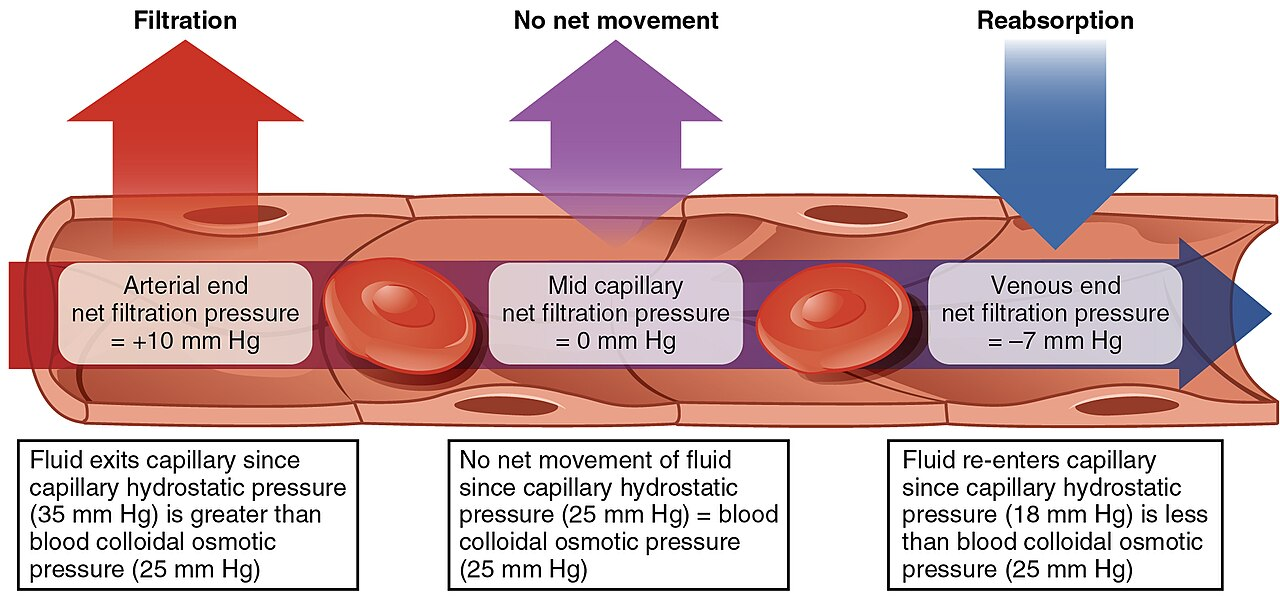 Filtration
No net movement
Reabsorption
Arterial end
net filtration pressure
= +10 mm Hg
Mid capillary
net filtration pressure
= 0 mm Hg
Venous end
net filtration pressure
= –7 mm Hg
Fluid exits capillary since
capillary hydrostatic pressure
(35 mm Hg) is greater than
blood colloidal osmotic
pressure (25 mm Hg)
No net movement of fluid
since capillary hydrostatic
pressure (25 mm Hg) = blood
colloidal osmotic pressure
(25 mm Hg)
Fluid re-enters capillary
since capillary hydrostatic
pressure (18 mm Hg) is less
than blood colloidal osmotic
pressure (25 mm Hg)